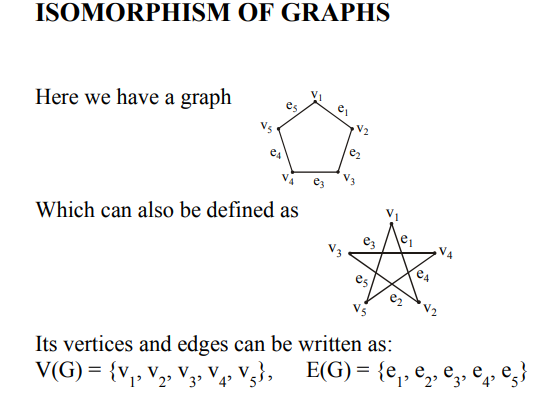 ISOMORPHISM OF GRAPHS
Here we have a graph
v₁
e₅ e₁
v₅ v₂
e₄ e₂
v₄ e₃ v₃
Which can also be defined as
v₁
e₃ e₁
v₃ v₄
e₅ e₄
e₂
v₅ v₂
Its vertices and edges can be written as:
V(G) = {v₁, v₂, v₃, v₄, v₅}, E(G) = {e₁, e₂, e₃, e₄, e₅}